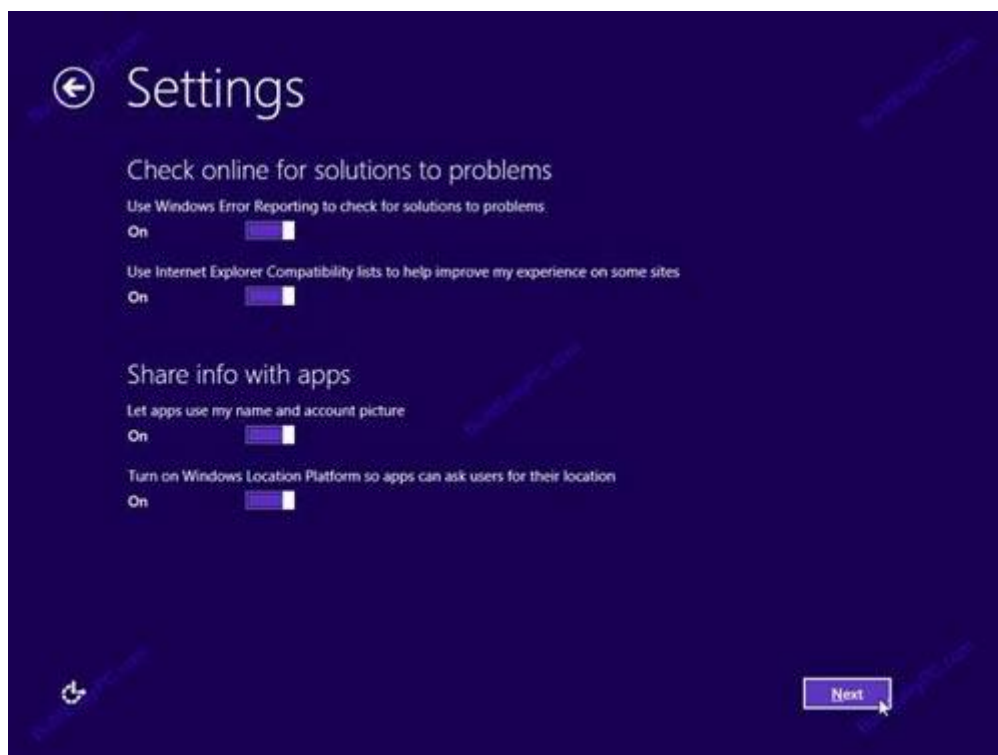 Settings
Check online for solutions to problems
Use Windows Error Reporting to check for solutions to problems
On
Use Internet Explorer Compatibility lists to help improve my experience on some sites
On
Share info with apps
Let apps use my name and account picture
On
Turn on Windows Location Platform so apps can ask users for their location
On
Next